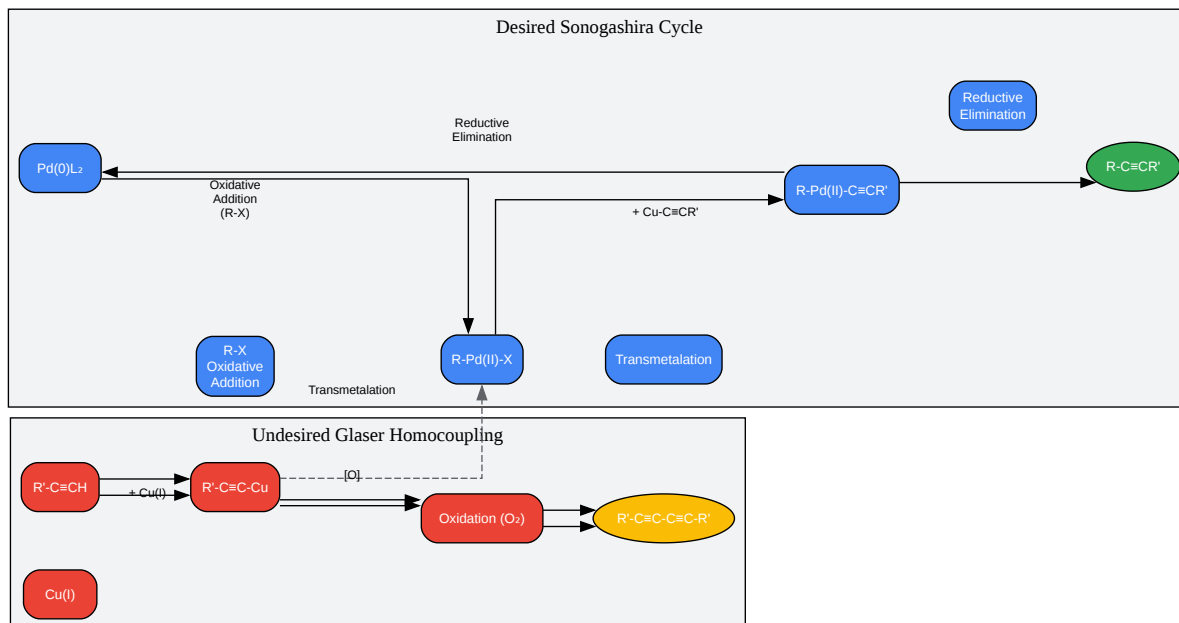 Desired Sonogashira Cycle
Reductive
Elimination
Reductive
Elimination
Pd(0)L₂
R-C≡CR'
Oxidative
Addition
(R-X)
R-Pd(II)-C≡CR'
+ Cu-C≡CR'
R-X
Oxidative
Addition
R-Pd(II)-X
Transmetalation
Transmetalation
Undesired Glaser Homocoupling
R'-C≡CH
+ Cu(I)
R'-C≡C-Cu
[O]
Oxidation (O₂)
R'-C≡C-C≡C-R'
Cu(I)